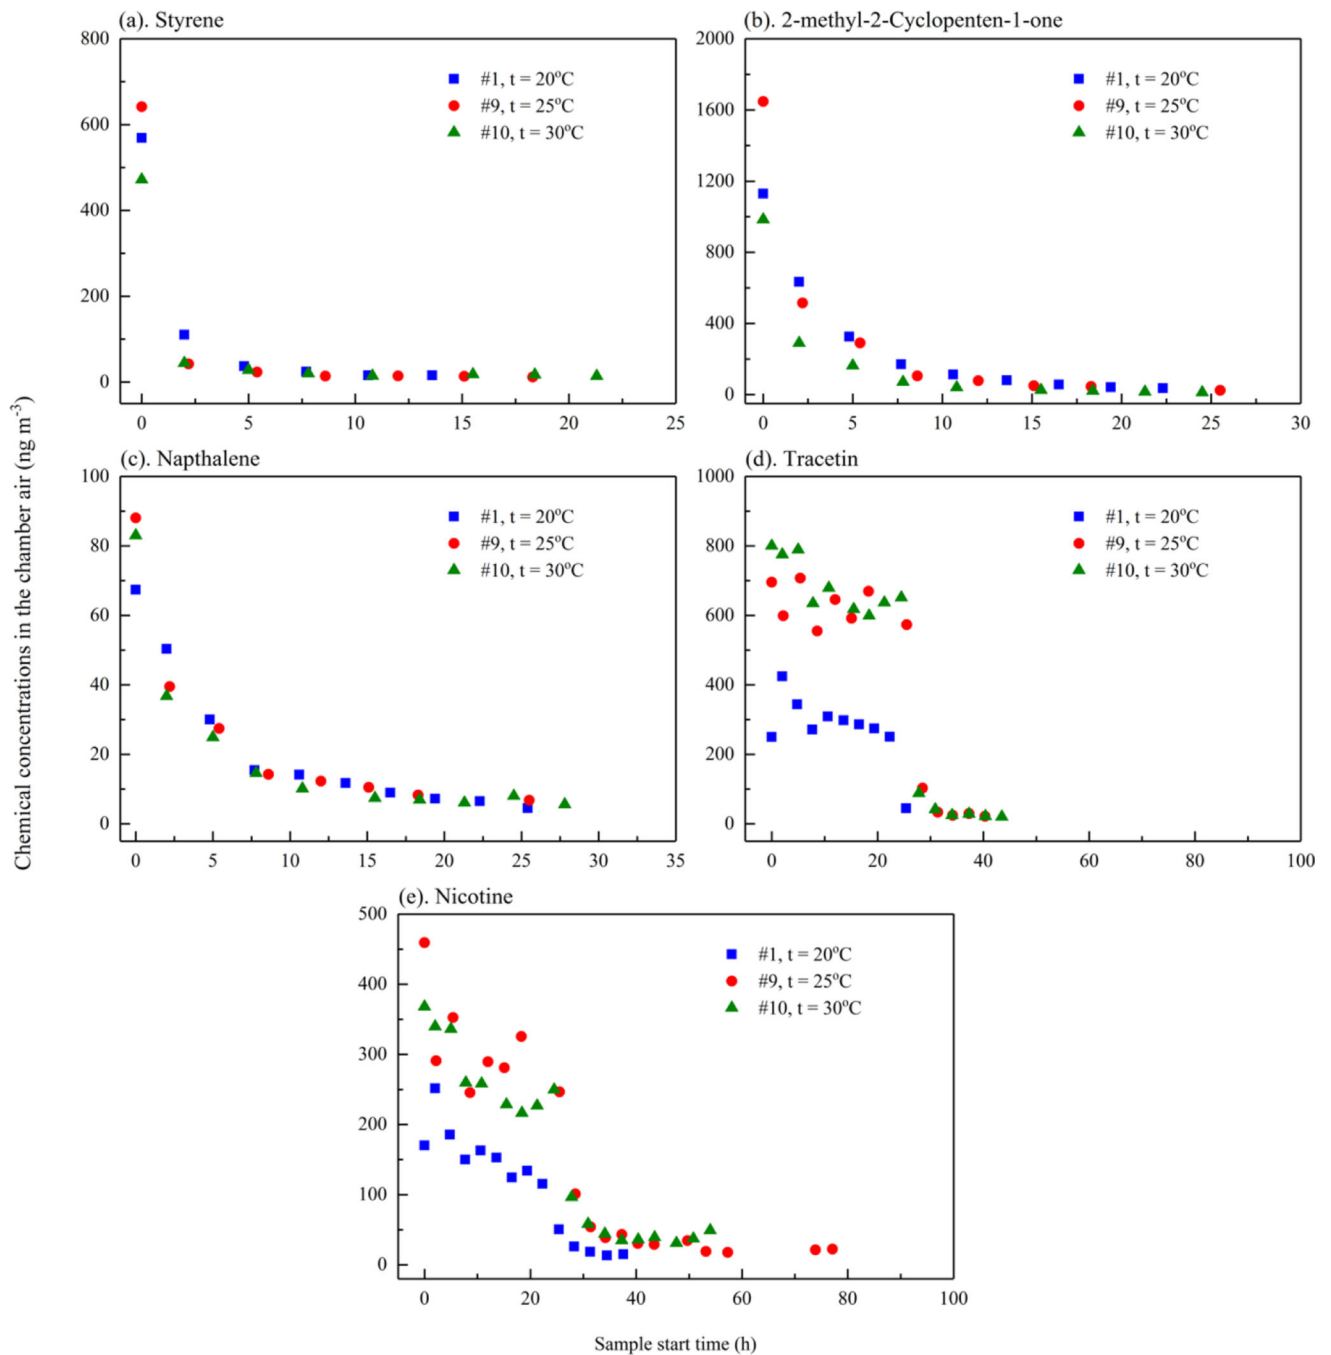 (a). Styrene
800
600
400
200
0
0 5 10 15 20 25
#1, t = 20°C
#9, t = 25°C
#10, t = 30°C
(b). 2-methyl-2-Cyclopenten-1-one
2000
1600
1200
800
400
0
0 5 10 15 20 25 30
#1, t = 20°C
#9, t = 25°C
#10, t = 30°C
(c). Napthalene
100
80
60
40
20
0
0 5 10 15 20 25 30 35
#1, t = 20°C
#9, t = 25°C
#10, t = 30°C
(d). Tracetin
1000
800
600
400
200
0
0 20 40 60 80 100
#1, t = 20°C
#9, t = 25°C
#10, t = 30°C
(e). Nicotine
500
400
300
200
100
0
0 20 40 60 80 100
#1, t = 20°C
#9, t = 25°C
#10, t = 30°C
Chemical concentrations in the chamber air (ng m⁻³)
Sample start time (h)